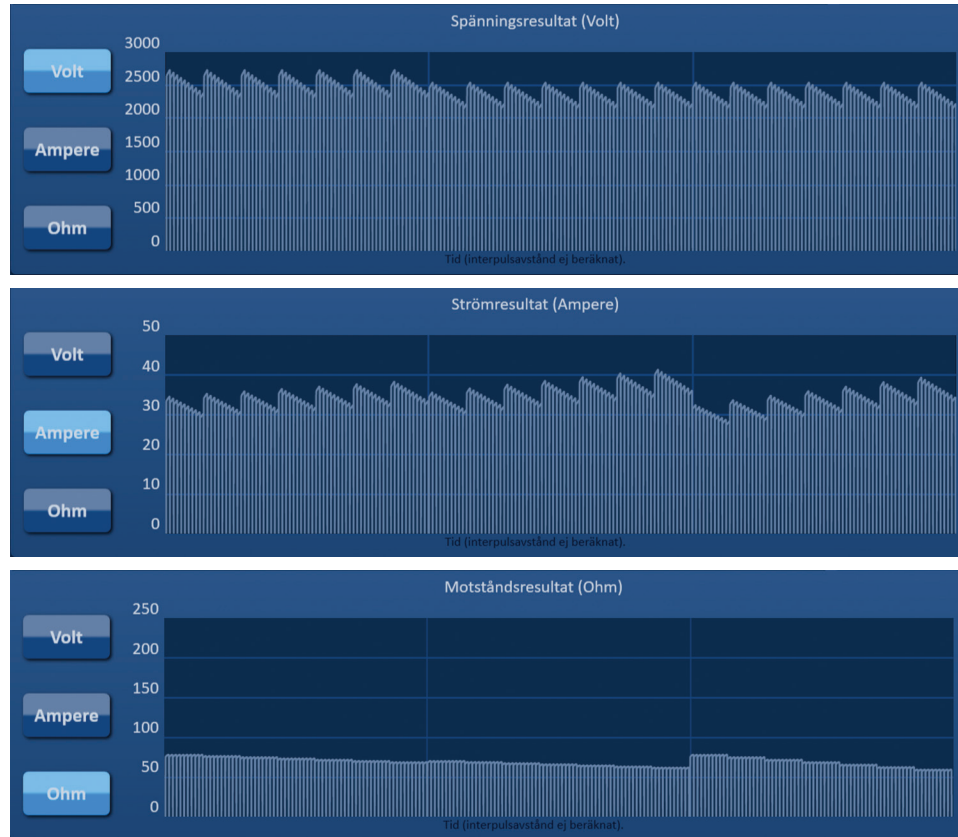 Spänningsresultat (Volt)
Volt
Ampere
Ohm
3000
2500
2000
1500
1000
500
0
Tid (interpulsavstånd ej beräknat).
Strömresultat (Ampere)
Volt
Ampere
Ohm
50
40
30
20
10
0
Tid (interpulsavstånd ej beräknat).
Motståndsresultat (Ohm)
Volt
Ampere
Ohm
250
200
150
100
50
0
Tid (interpulsavstånd ej beräknat).